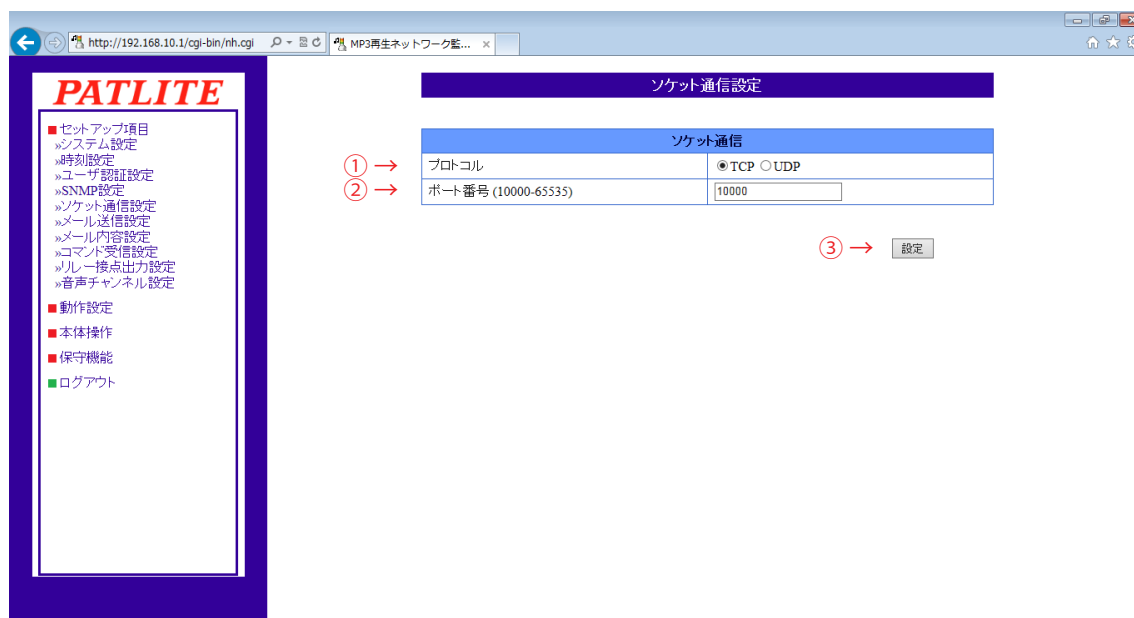 http://192.168.10.1/cgi-bin/nh.cgi
MP3再生ネットワーク監... ×
PATLITE
■セットアップ項目
»システム設定
»時刻設定
»ユーザ認証設定
»SNMP設定
»ソケット通信設定
»メール送信設定
»メール内容設定
»コマンド受信設定
»リレー接点出力設定
»音声チャンネル設定
■動作設定
■本体操作
■保守機能
■ログアウト
ソケット通信設定
ソケット通信
① → プロトコル ◉TCP ○UDP
② → ポート番号 (10000-65535) 10000
③ → 設定